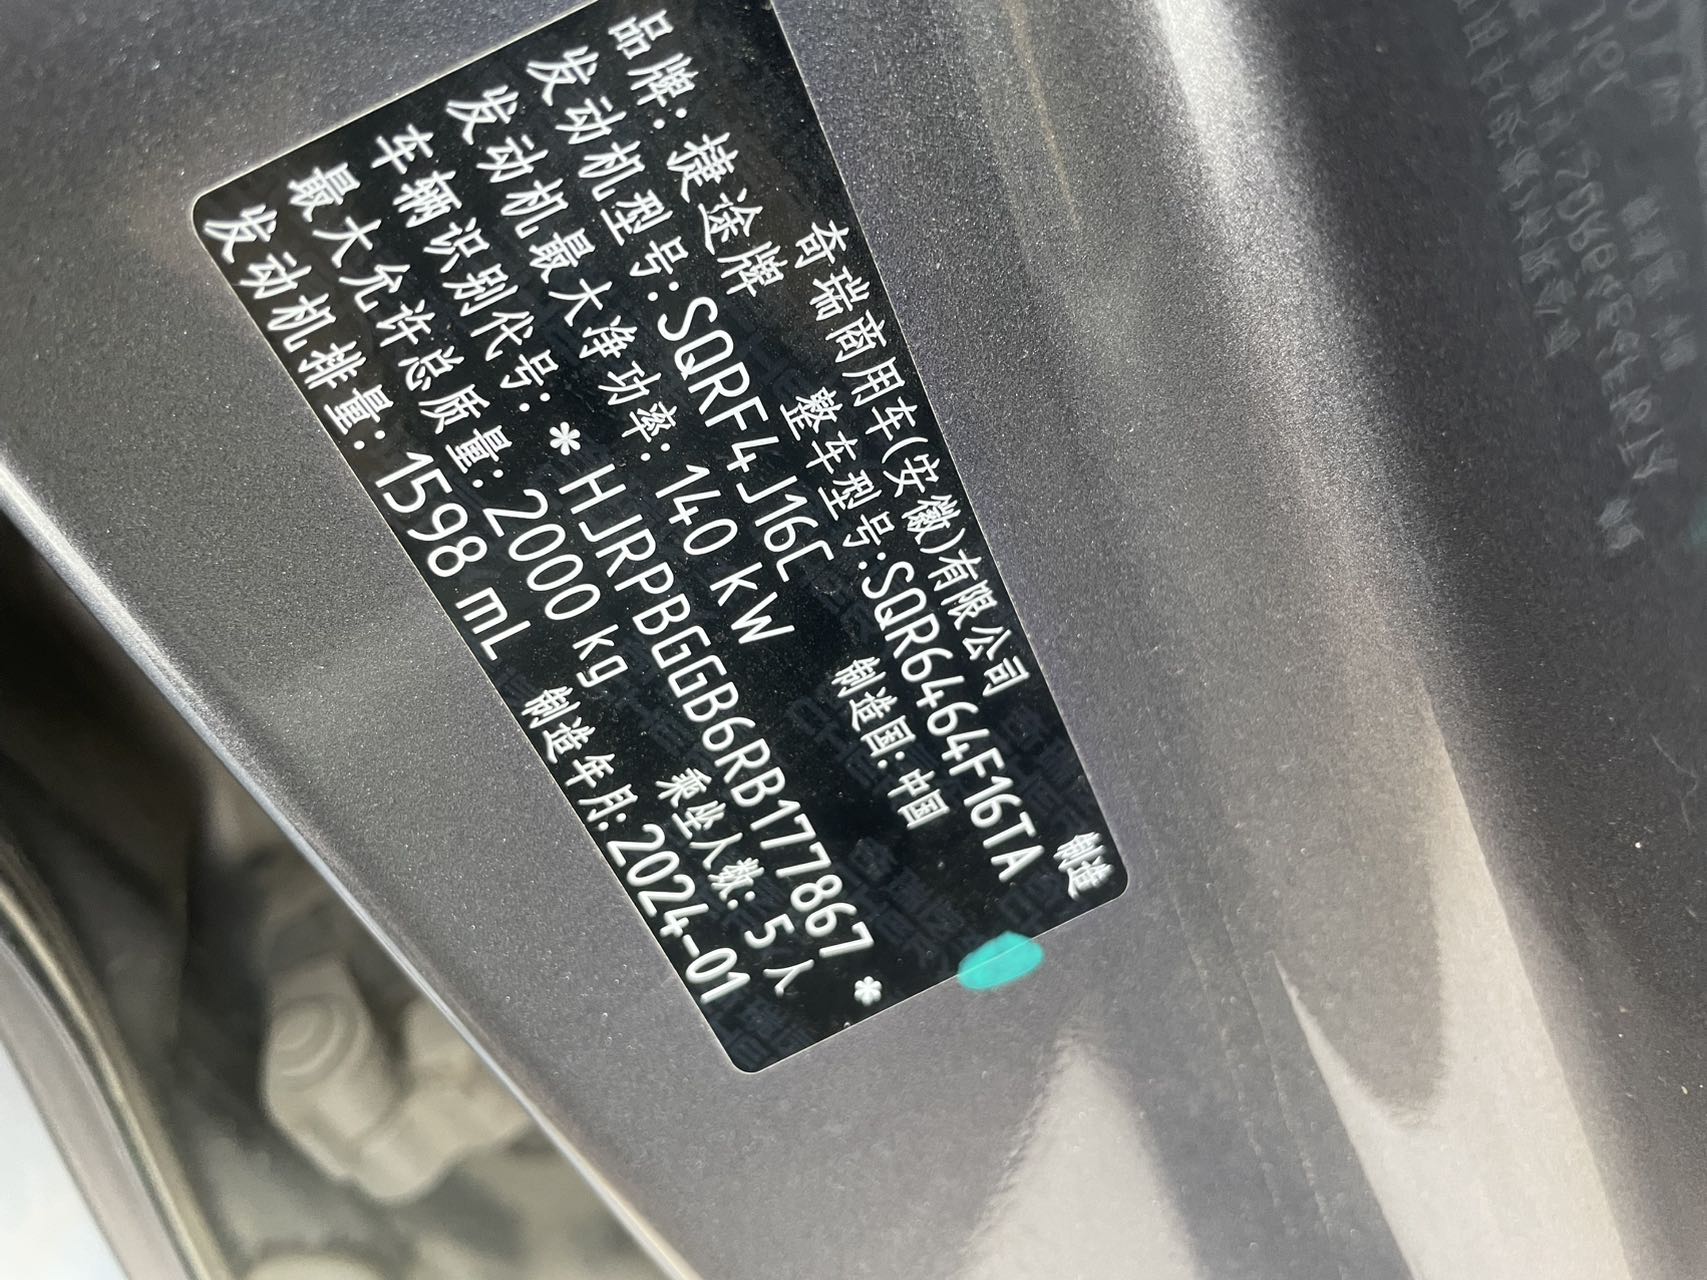 奇瑞商用车(安徽)有限公司 制造
品牌:捷途牌 整车型号:SQR6464F16TA
发动机型号:SQRF4J16C 制造国:中国
发动机最大净功率:140 kW
车辆识别代号:*HJRPBGGB6RB177867*
最大允许总质量:2000 kg 乘坐人数:5人
发动机排量:1598 mL 制造年月:2024-01